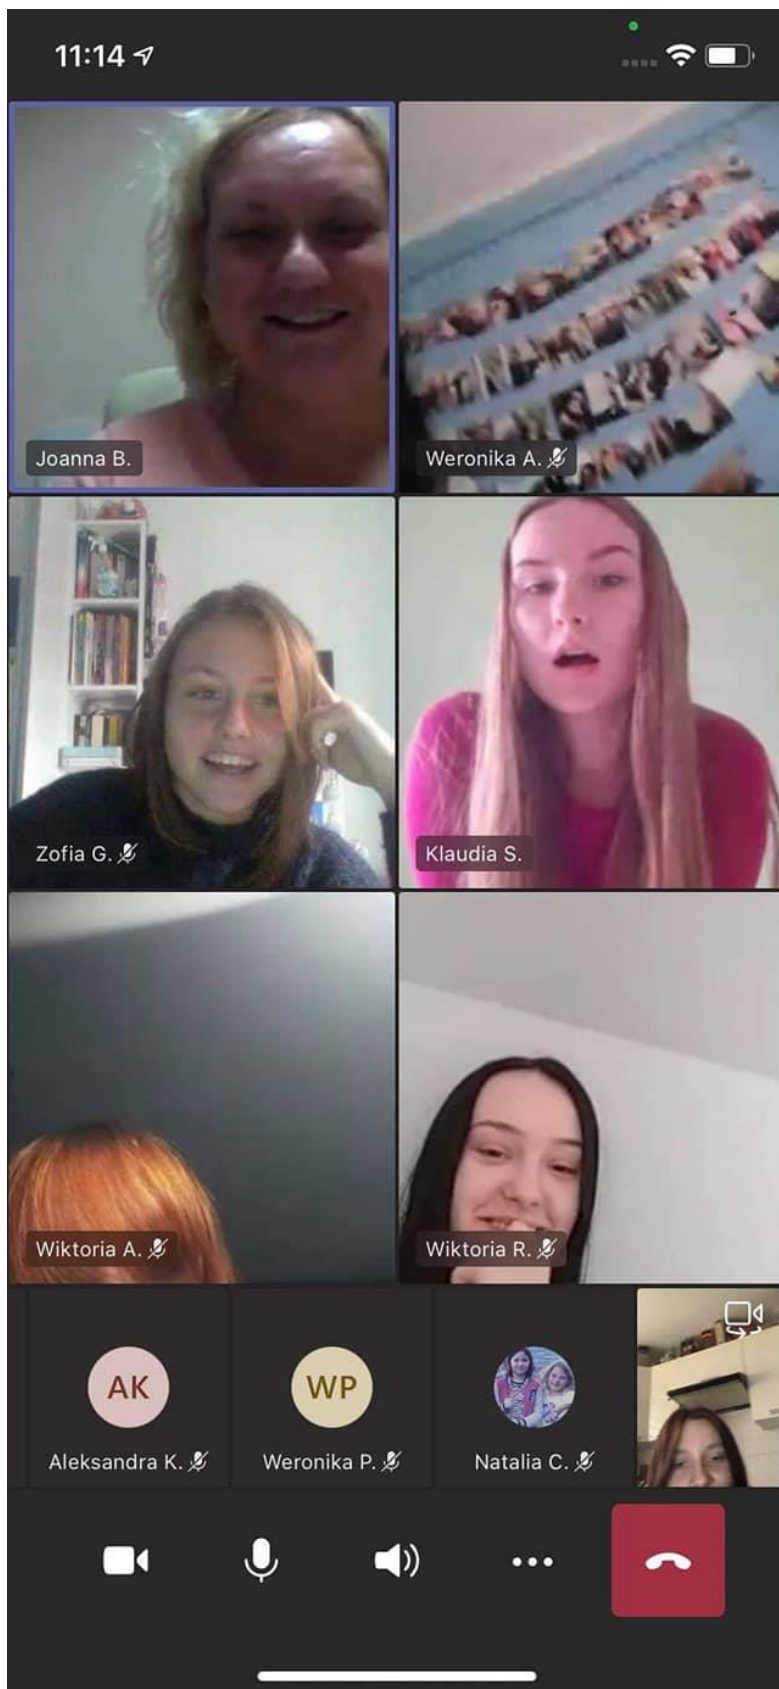 11:14
Joanna B.
Weronika A.
Zofia G.
Klaudia S.
Wiktoria A.
Wiktoria R.
AK
WP
Aleksandra K.
Weronika P.
Natalia C.